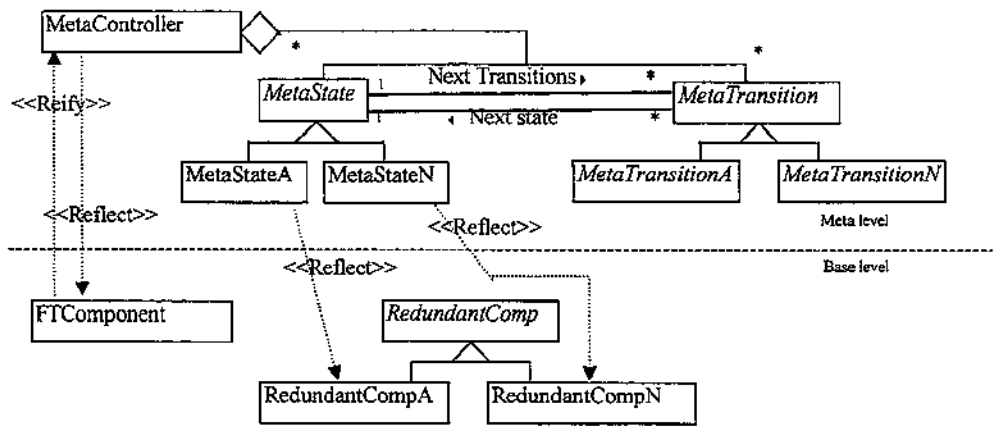 MetaController
*
*
Next Transitions
*
<<Reify>>
MetaState
1
MetaTransition
1
Next state
*
MetaStateA
MetaStateN
MetaTransitionA
MetaTransitionN
<<Reflect>>
<<Reflect>>
Meta level
<<Reflect>>
Base level
FTComponent
RedundantComp
RedundantCompA
RedundantCompN